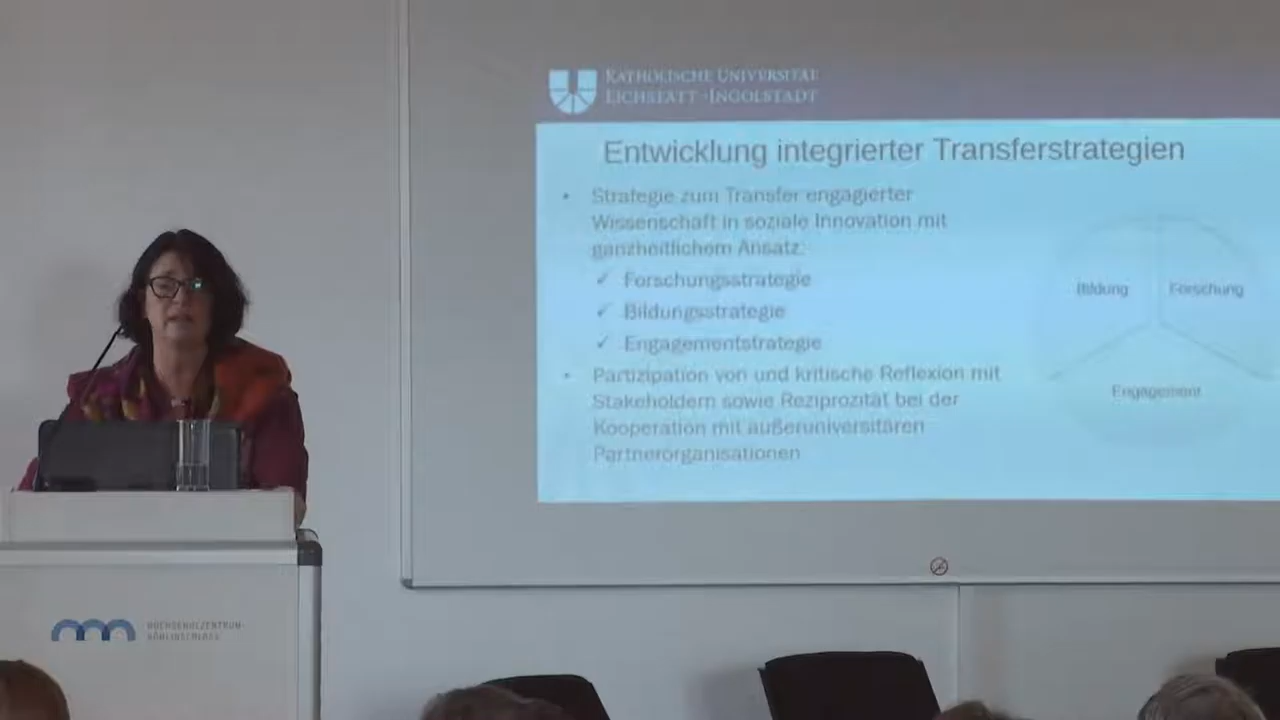 KATHOLISCHE UNIVERSITÄT
EICHSTÄTT-INGOLSTADT
Entwicklung integrierter Transferstrategien
• Strategie zum Transfer engagierter
Wissenschaft in soziale Innovation mit
ganzheitlichem Ansatz:
✓ Forschungsstrategie
✓ Bildungsstrategie
✓ Engagementstrategie
• Partizipation von und kritische Reflexion mit
Stakeholdern sowie Reziprozität bei der
Kooperation mit außeruniversitären
Partnerorganisationen
Bildung
Forschung
Engagement